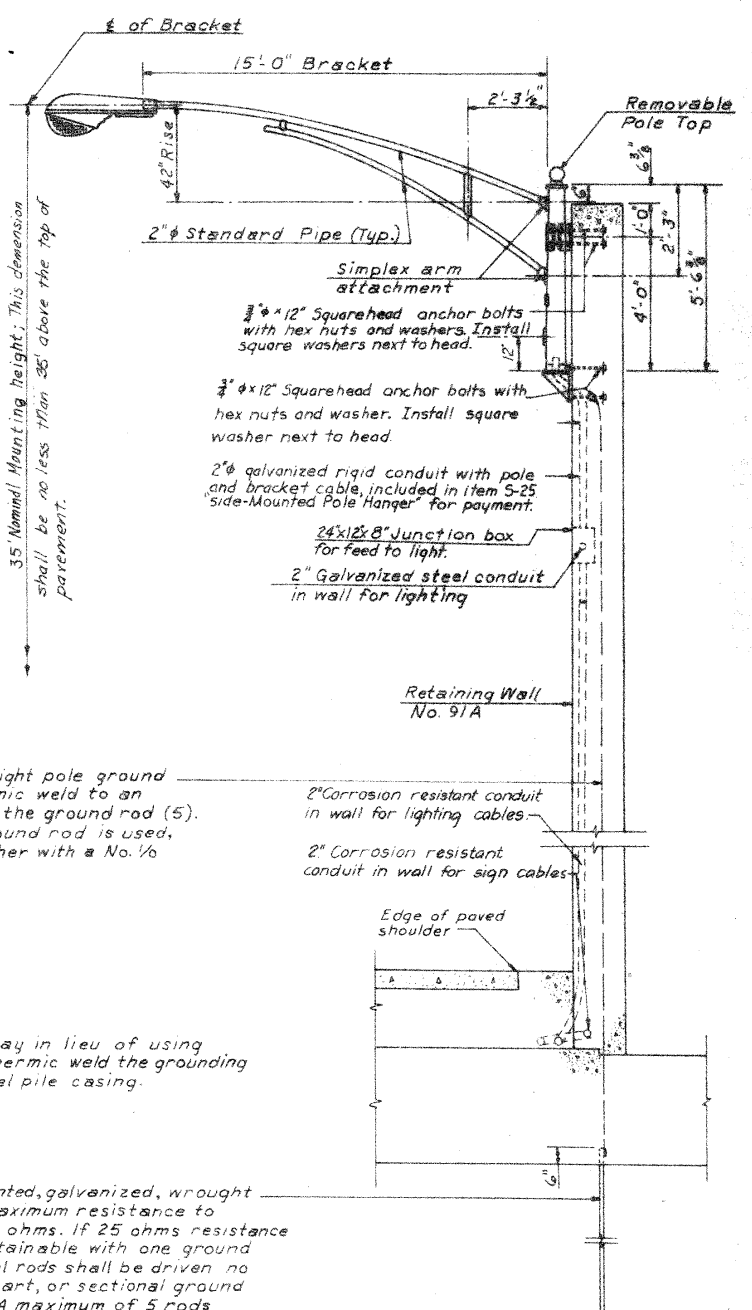 ℄ of Bracket
15'-0" Bracket
2'-3½"
Removable
Pole Top
42" Rise
6⅜"
6"
1'-0"
2'-3"
4'-0"
5'-6⅜"
2"ϕ Standard Pipe (Typ.)
Simplex arm
attachment
35' Nominal Mounting height; This demension
shall be no less than 35' above the top of
pavement.
¾"ϕ × 12" Squarehead anchor bolts
with hex nuts and washers. Install
square washers next to head.
12"
¾"ϕ x 12" Squarehead anchor bolts with
hex nuts and washer. Install square
washer next to head.
2"ϕ galvanized rigid conduit with pole
and bracket cable, included in item S-25
"Side-Mounted Pole Hanger" for payment.
24"x12"x8" Junction box
for feed to light.
2" Galvanized steel conduit
in wall for lighting
Retaining Wall
No. 91A
ight pole ground
nic weld to an
the ground rod (5).
ound rod is used,
her with a No. 1/0
2" Corrosion resistant conduit
in wall for lighting cables.
2" Corrosion resistant
conduit in wall for sign cables
Edge of paved
shoulder
ay in lieu of using
ermic weld the grounding
el pile casing.
6"
nted, galvanized, wrought
aximum resistance to
ohms. If 25 ohms resistance
tainable with one ground
al rods shall be driven no
art, or sectional ground
A maximum of 5 rods